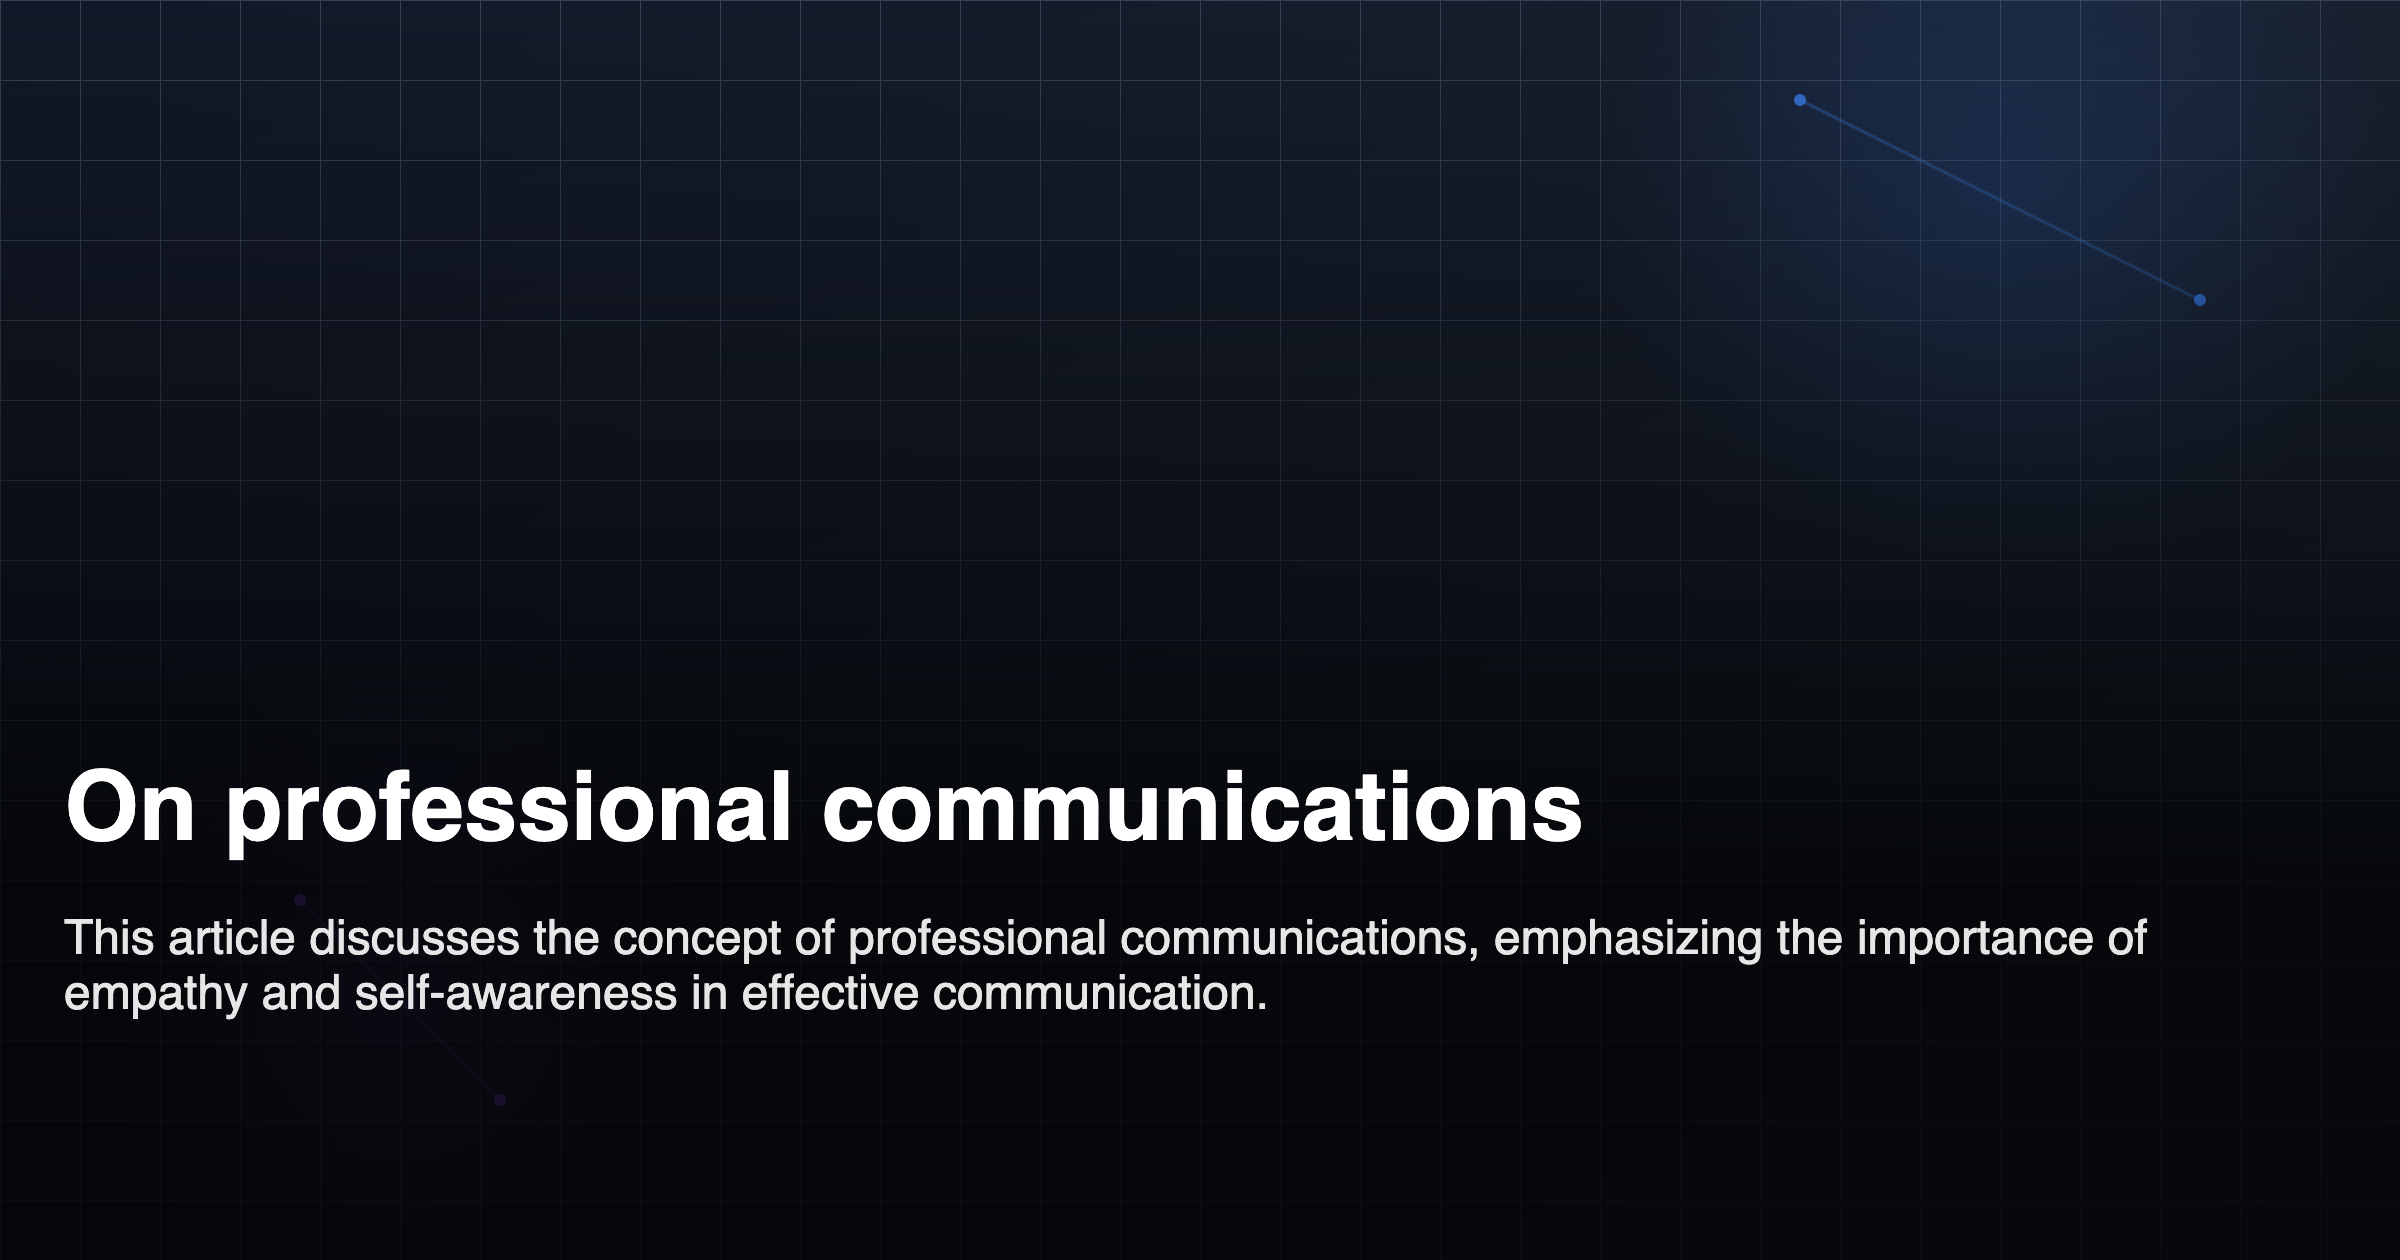 On professional communications
This article discusses the concept of professional communications, emphasizing the importance of
empathy and self-awareness in effective communication.